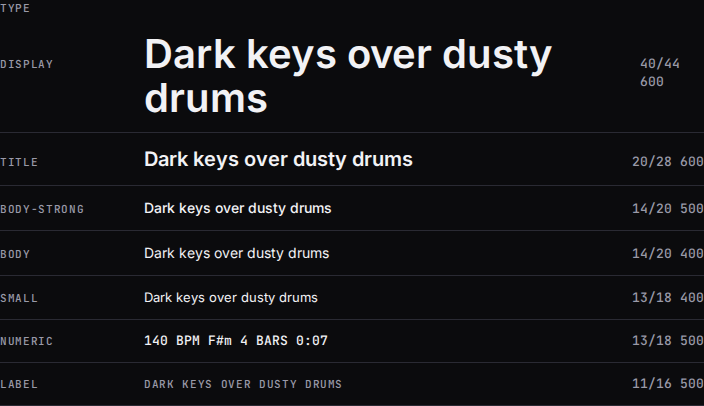 TYPE
DISPLAY
Dark keys over dusty
drums
40/44
600
TITLE
Dark keys over dusty drums
20/28 600
BODY-STRONG
Dark keys over dusty drums
14/20 500
BODY
Dark keys over dusty drums
14/20 400
SMALL
Dark keys over dusty drums
13/18 400
NUMERIC
140 BPM F#m 4 BARS 0:07
13/18 500
LABEL
DARK KEYS OVER DUSTY DRUMS
11/16 500